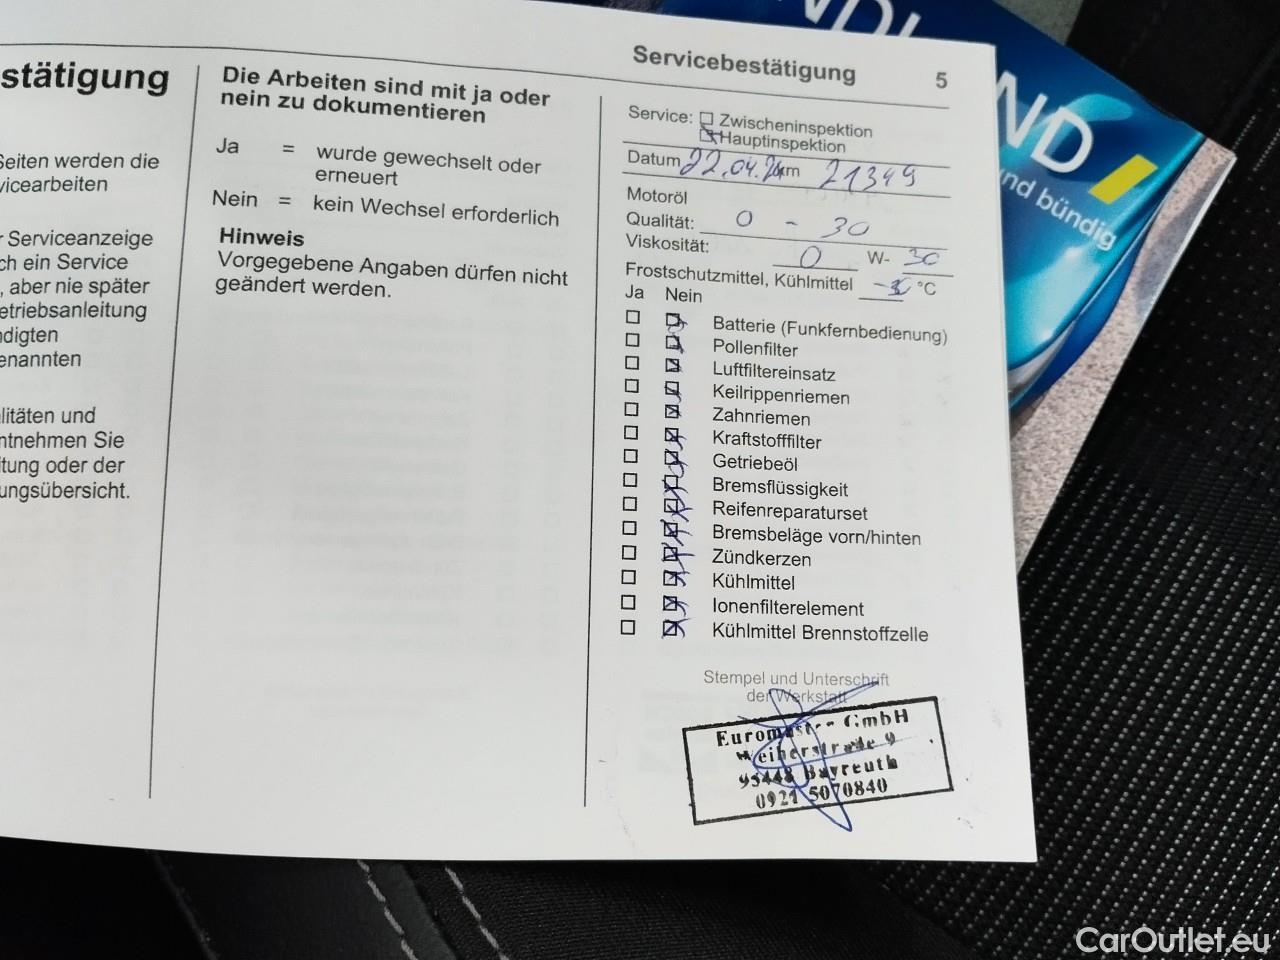 stätigung
Seiten werden die
vicearbeiten
r Serviceanzeige
ch ein Service
, aber nie später
etriebsanleitung
ndigten
enannten
litäten und
ntnehmen Sie
itung oder der
ungsübersicht.
Die Arbeiten sind mit ja oder
nein zu dokumentieren
Ja = wurde gewechselt oder
erneuert
Nein = kein Wechsel erforderlich
Hinweis
Vorgegebene Angaben dürfen nicht
geändert werden.
Servicebestätigung 5
Service: Zwischeninspektion
Hauptinspektion
Datum 22.04.24 km 21349
Motoröl
Qualität: 0 - 30
Viskosität: 0 W- 30
Frostschutzmittel, Kühlmittel °C
Ja Nein
Batterie (Funkfernbedienung)
Pollenfilter
Luftfiltereinsatz
Keilrippenriemen
Zahnriemen
Kraftstofffilter
Getriebeöl
Bremsflüssigkeit
Reifenreparaturset
Bremsbeläge vorn/hinten
Zündkerzen
Kühlmittel
Ionenfilterelement
Kühlmittel Brennstoffzelle
Stempel und Unterschrift
der Werkstatt
Euromaster GmbH
Weiherstraße 9
95448 Bayreuth
0921 5070840
ND
und bündig
CarOutlet.eu